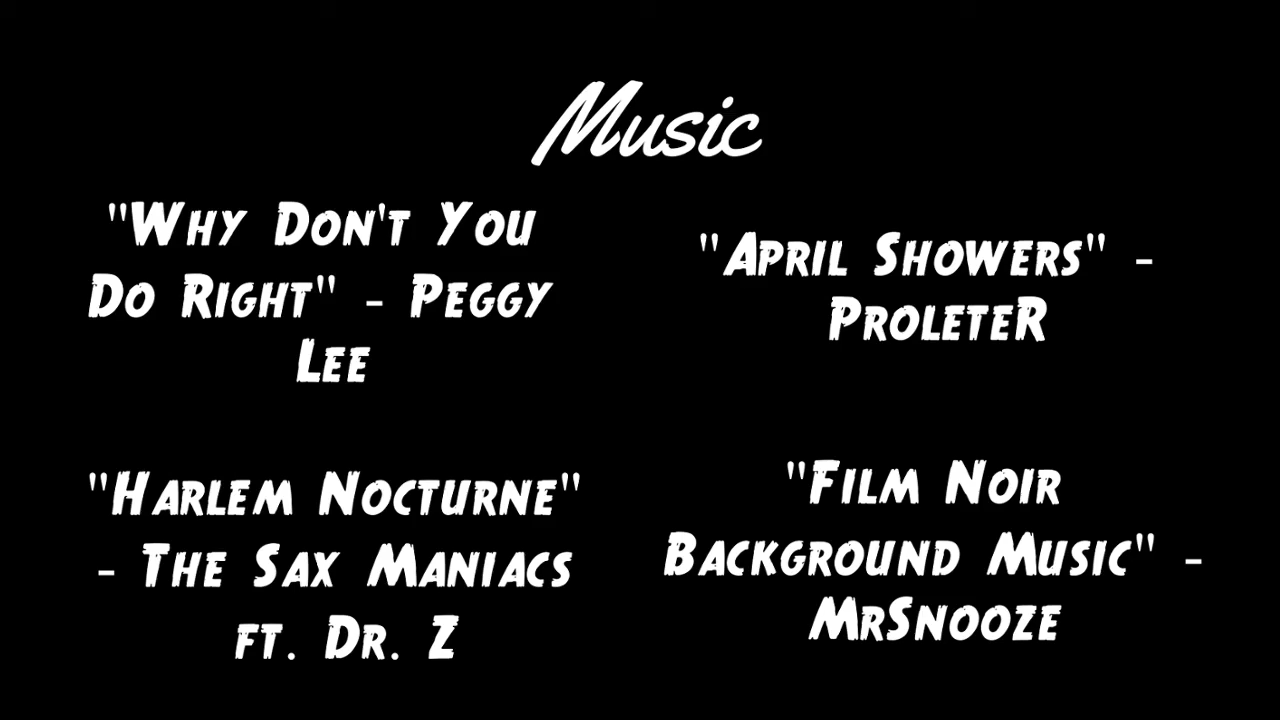 Music
"Why Don't You
Do Right" - Peggy
Lee
"April Showers" -
ProleteR
"Harlem Nocturne"
- The Sax Maniacs
ft. Dr. Z
"Film Noir
Background Music" -
MrSnooze